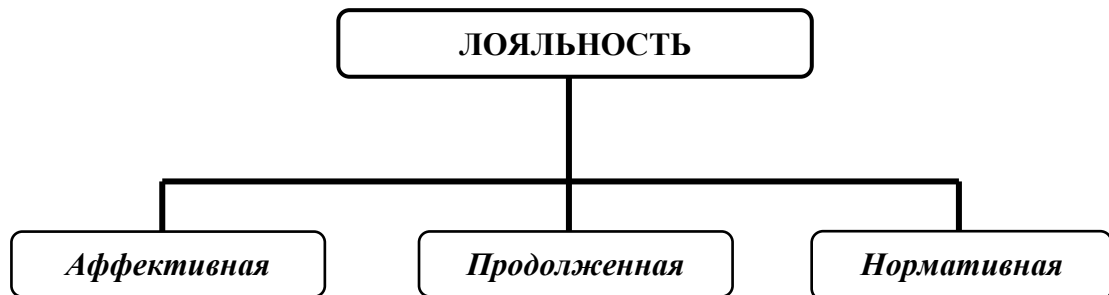 ЛОЯЛЬНОСТЬ
Аффективная
Продолженная
Нормативная